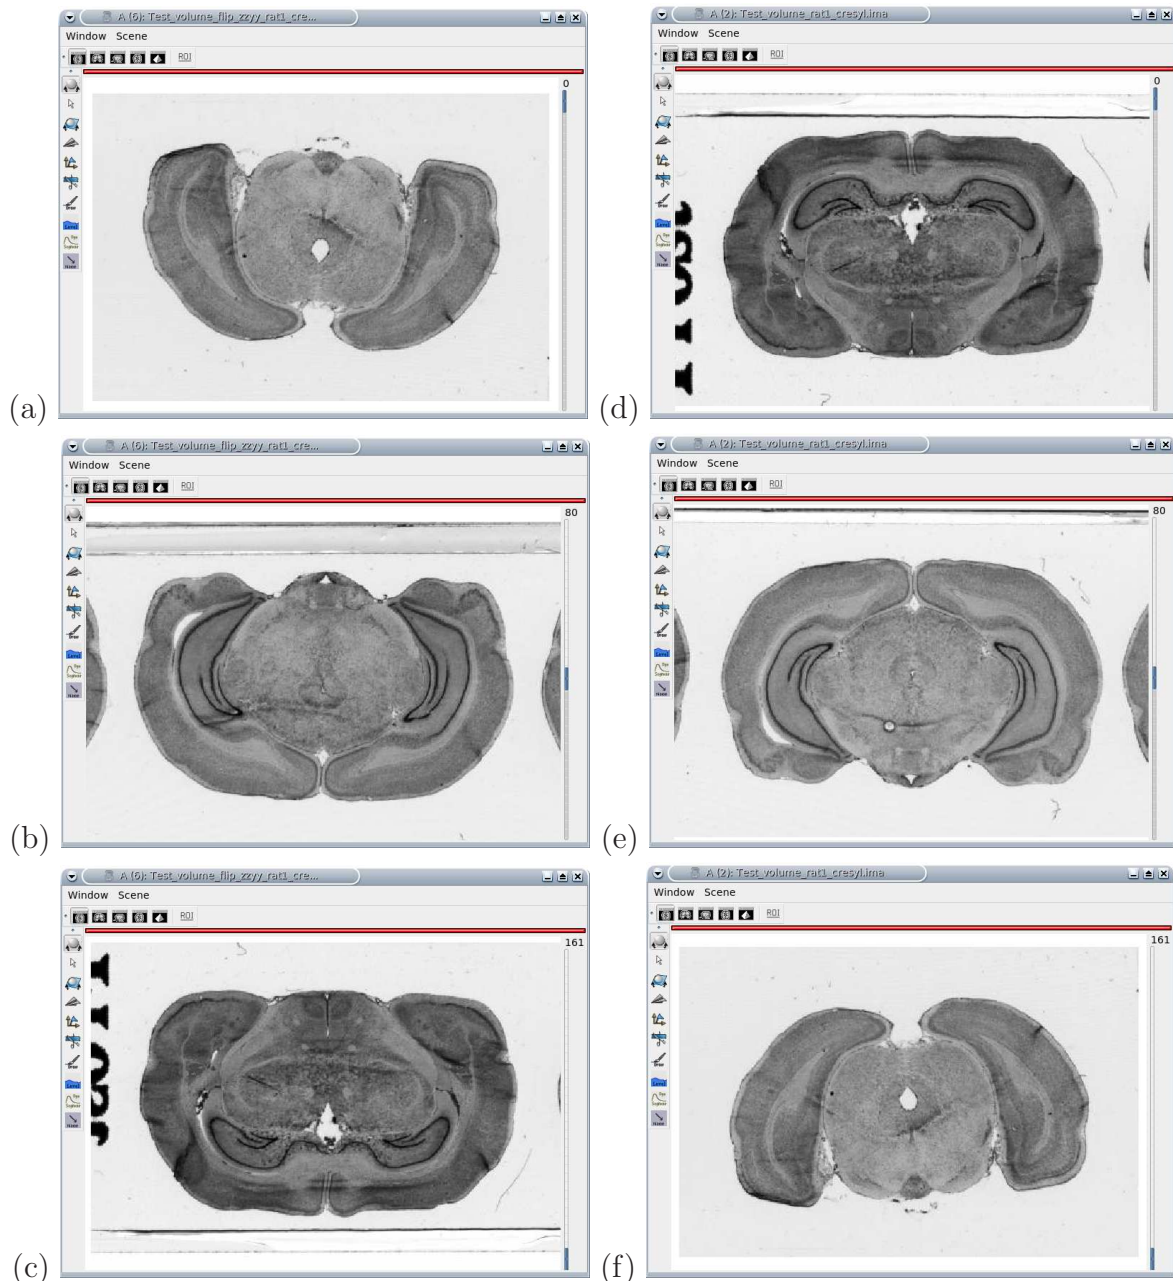 A (6): Test_volume_flip_zzyy_rat1_cre...
Window Scene
ROI
0
(a)
A (2): Test_volume_rat1_cresyl.ima
Window Scene
ROI
0
(d)
A (6): Test_volume_flip_zzyy_rat1_cre...
Window Scene
ROI
80
(b)
A (2): Test_volume_rat1_cresyl.ima
Window Scene
ROI
80
(e)
A (6): Test_volume_flip_zzyy_rat1_cre...
Window Scene
ROI
161
(c)
A (2): Test_volume_rat1_cresyl.ima
Window Scene
ROI
161
(f)